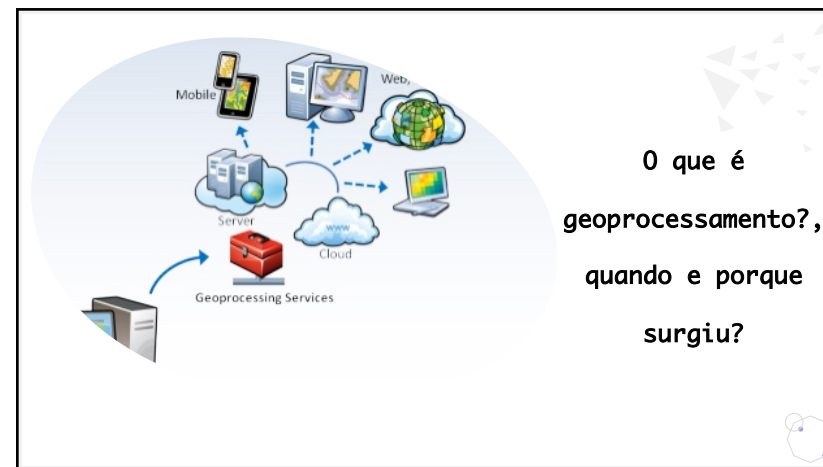 Mobile
Web,
Server
www
Cloud
Geoprocessing Services
O que é
geoprocessamento?,
quando e porque
surgiu?